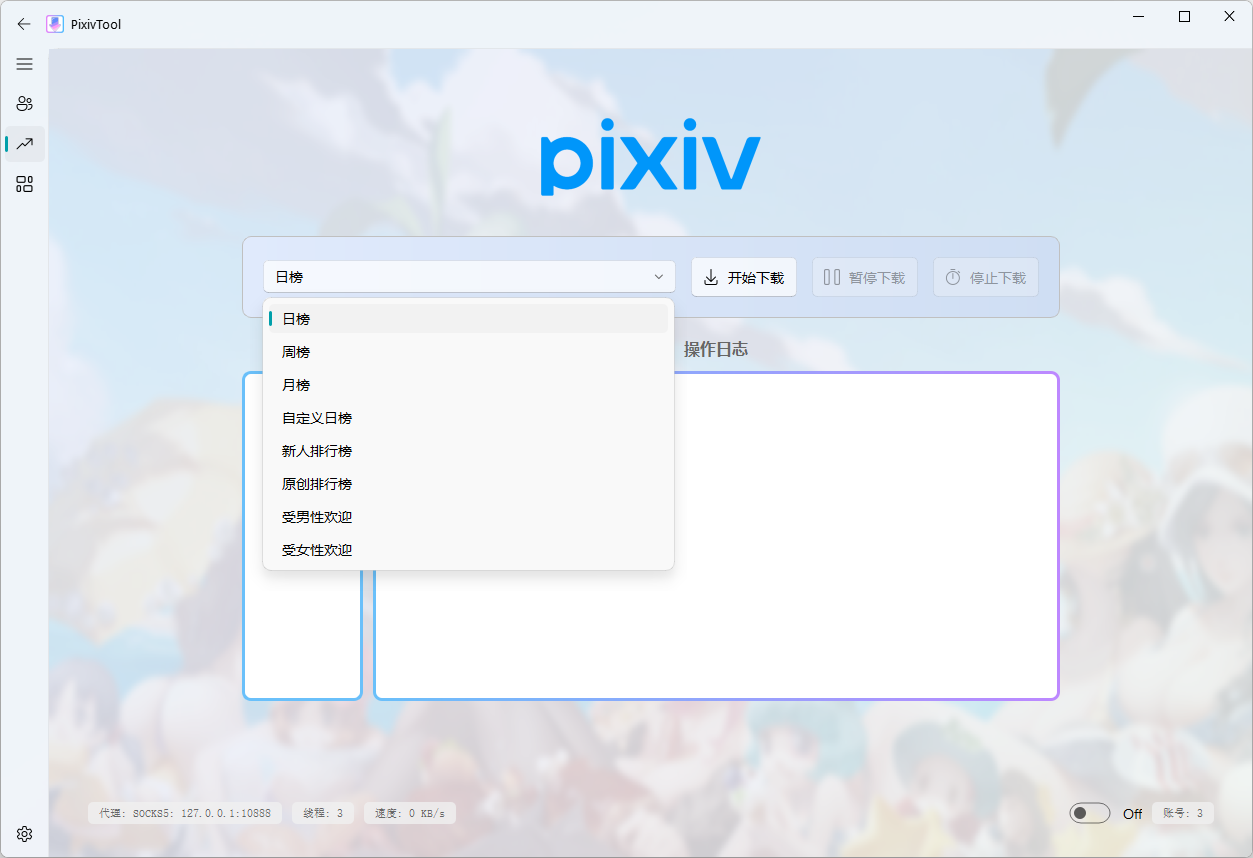 PixivTool
pixiv
日榜
开始下载
暂停下载
停止下载
日榜
周榜
月榜
自定义日榜
新人排行榜
原创排行榜
受男性欢迎
受女性欢迎
操作日志
代理: SOCKS5: 127.0.0.1:10888
线程: 3
速度: 0 KB/s
Off
账号: 3